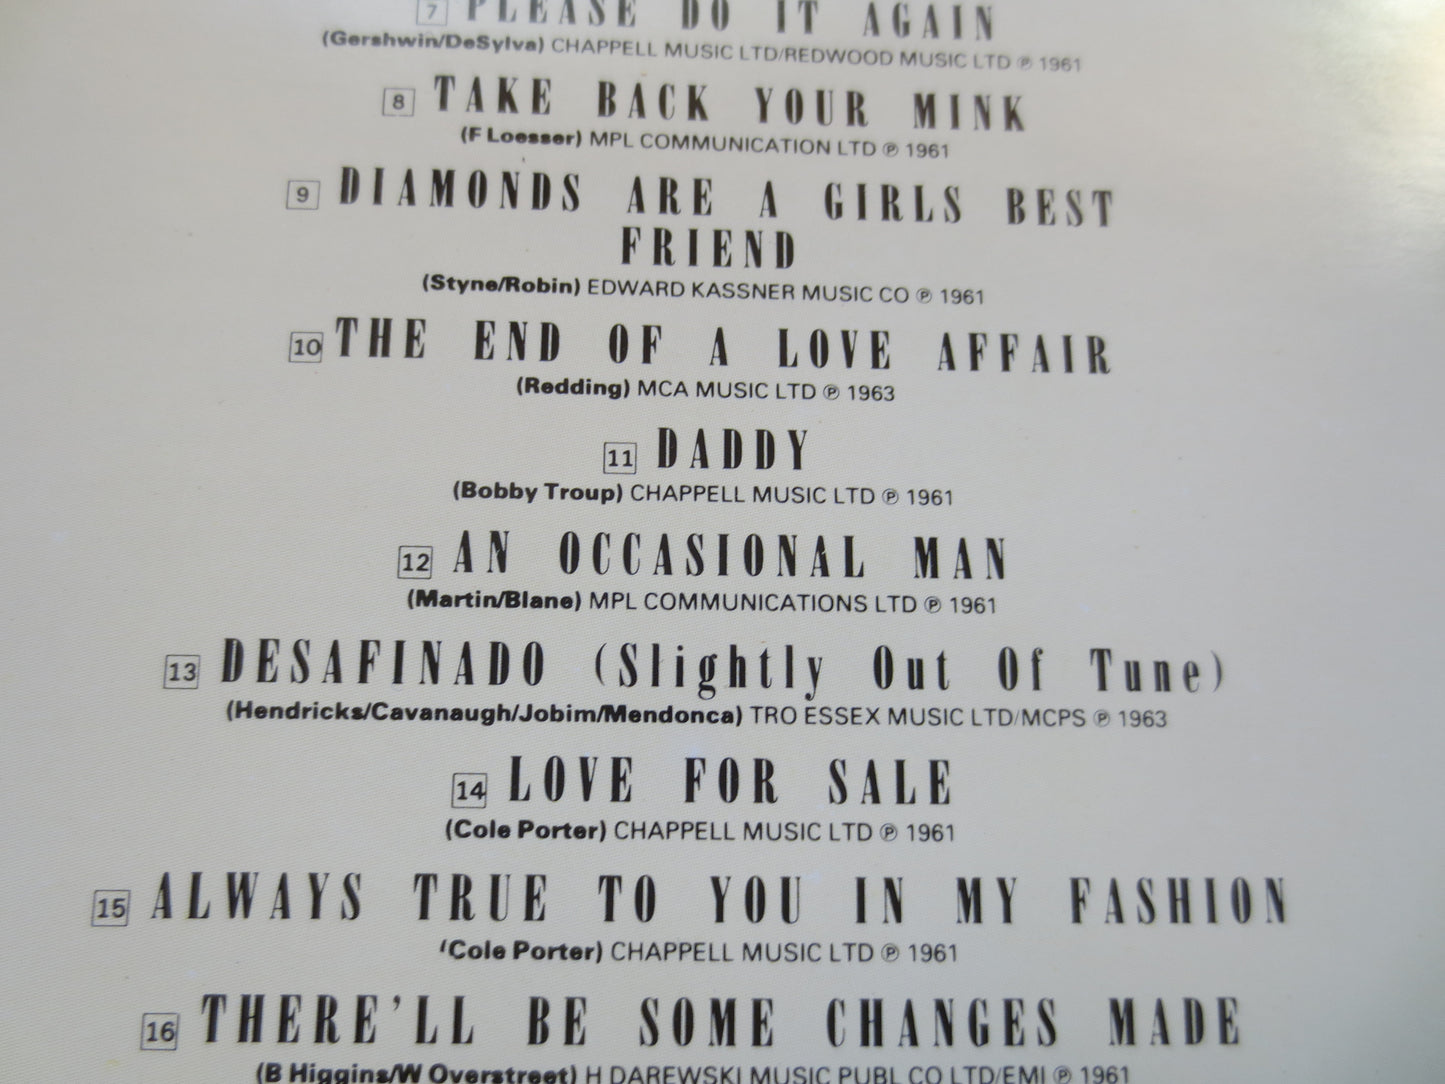 7 PLEASE DO IT AGAIN
(Gershwin/DeSylva) CHAPPELL MUSIC LTD/REDWOOD MUSIC LTD ℗ 1961
8 TAKE BACK YOUR MINK
(F Loesser) MPL COMMUNICATION LTD ℗ 1961
9 DIAMONDS ARE A GIRLS BEST
FRIEND
(Styne/Robin) EDWARD KASSNER MUSIC CO ℗ 1961
10 THE END OF A LOVE AFFAIR
(Redding) MCA MUSIC LTD ℗ 1963
11 DADDY
(Bobby Troup) CHAPPELL MUSIC LTD ℗ 1961
12 AN OCCASIONAL MAN
(Martin/Blane) MPL COMMUNICATIONS LTD ℗ 1961
13 DESAFINADO (Slightly Out Of Tune)
(Hendricks/Cavanaugh/Jobim/Mendonca) TRO ESSEX MUSIC LTD/MCPS ℗ 1963
14 LOVE FOR SALE
(Cole Porter) CHAPPELL MUSIC LTD ℗ 1961
15 ALWAYS TRUE TO YOU IN MY FASHION
(Cole Porter) CHAPPELL MUSIC LTD ℗ 1961
16 THERE'LL BE SOME CHANGES MADE
(B Higgins/W Overstreet) H DAREWSKI MUSIC PUBL CO LTD/EMI ℗ 1961